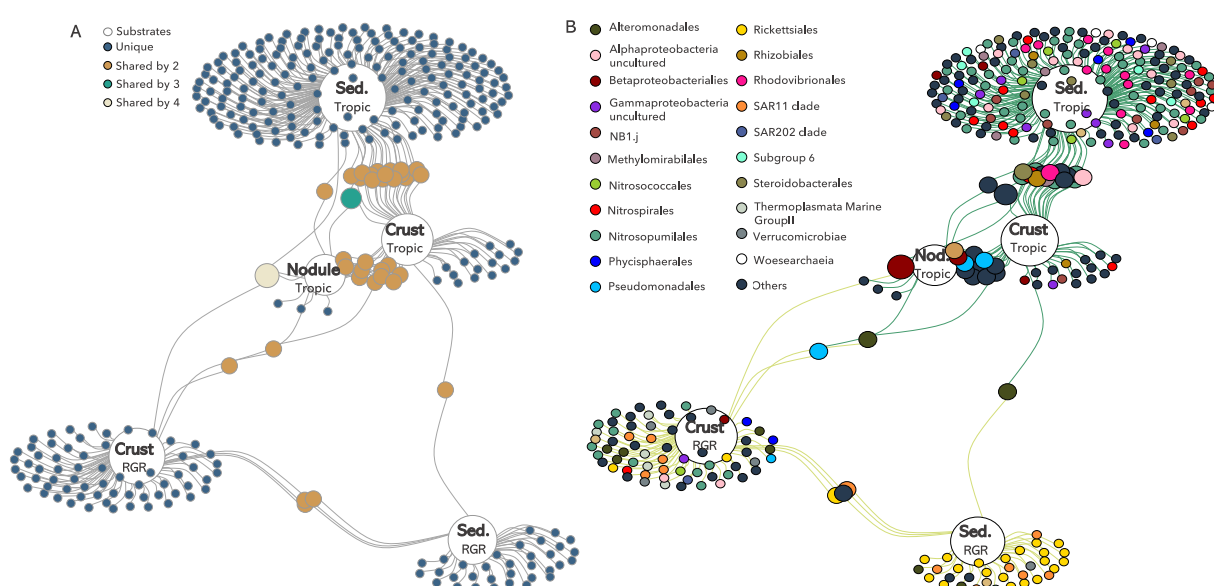 A
Substrates
Unique
Shared by 2
Shared by 3
Shared by 4
Sed.
Tropic
Crust
Tropic
Nodule
Tropic
Crust
RGR
Sed.
RGR
B
Alteromonadales
Alphaproteobacteria
uncultured
Betaproteobacterialies
Gammaproteobacteria
uncultured
NB1.j
Methylomirabilales
Nitrosococcales
Nitrospirales
Nitrosopumilales
Phycisphaerales
Pseudomonadales
Rickettsiales
Rhizobiales
Rhodovibrionales
SAR11 clade
SAR202 clade
Subgroup 6
Steroidobacterales
Thermoplasmata Marine
GroupII
Verrucomicrobiae
Woesearchaeia
Others
Sed.
Tropic
Crust
Tropic
Nod.
Tropic
Crust
RGR
Sed.
RGR